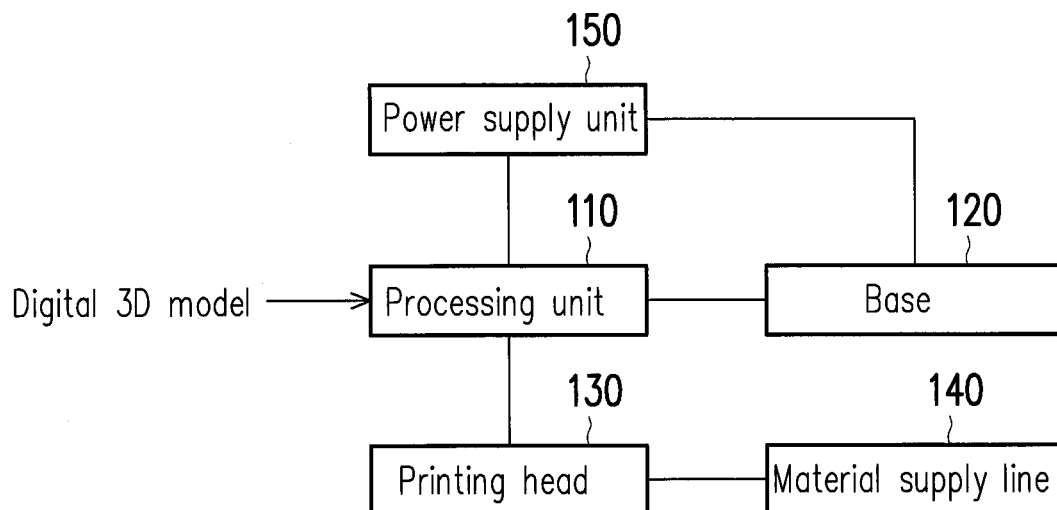 150
Power supply unit
110
120
Digital 3D model
Processing unit
Base
130
140
Printing head
Material supply line